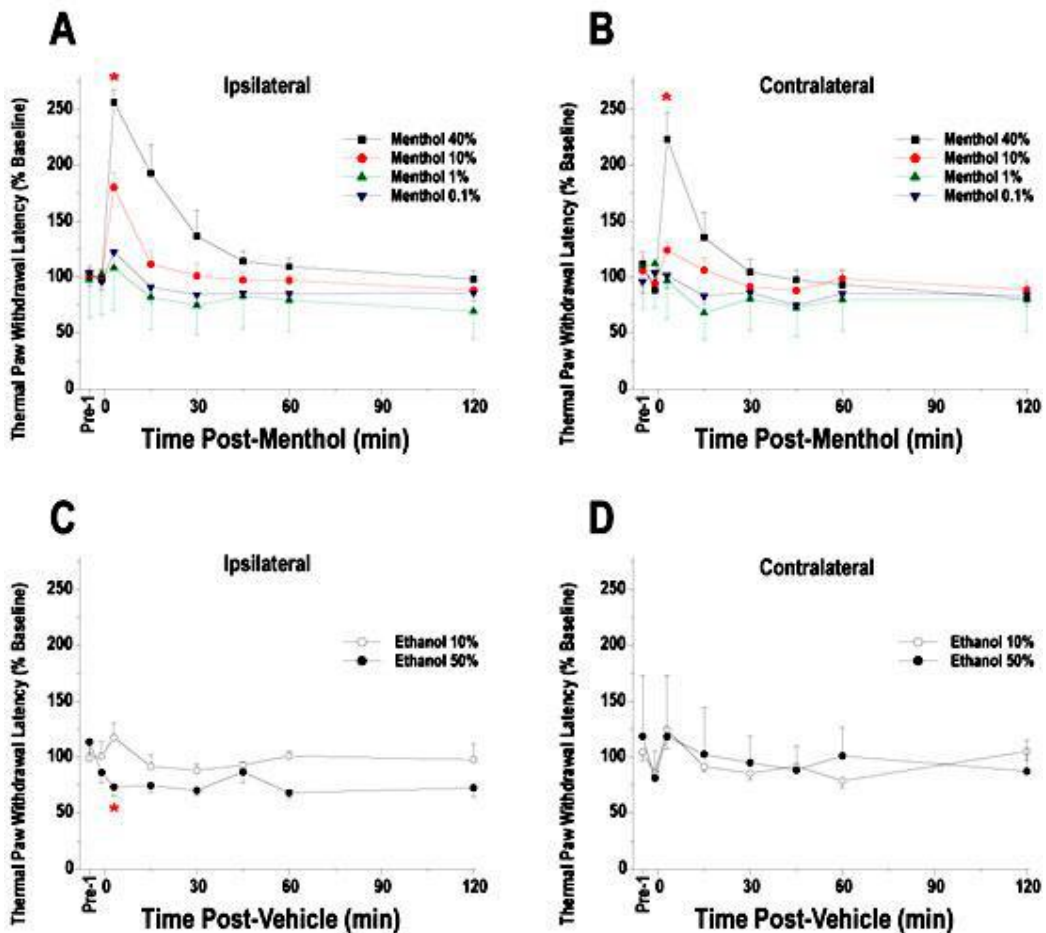 A
Ipsilateral
Thermal Paw Withdrawal Latency (% Baseline)
250
200
150
100
50
0
Menthol 40%
Menthol 10%
Menthol 1%
Menthol 0.1%
Pre-1
0
30
60
90
120
Time Post-Menthol (min)
B
Contralateral
Thermal Paw Withdrawal Latency (% Baseline)
250
200
150
100
50
0
Menthol 40%
Menthol 10%
Menthol 1%
Menthol 0.1%
Pre-1
0
30
60
90
120
Time Post-Menthol (min)
C
Ipsilateral
Thermal Paw Withdrawal Latency (% Baseline)
250
200
150
100
50
0
Ethanol 10%
Ethanol 50%
Pre-1
0
30
60
90
120
Time Post-Vehicle (min)
D
Contralateral
Thermal Paw Withdrawal Latency (% Baseline)
250
200
150
100
50
0
Ethanol 10%
Ethanol 50%
Pre-1
0
30
60
90
120
Time Post-Vehicle (min)